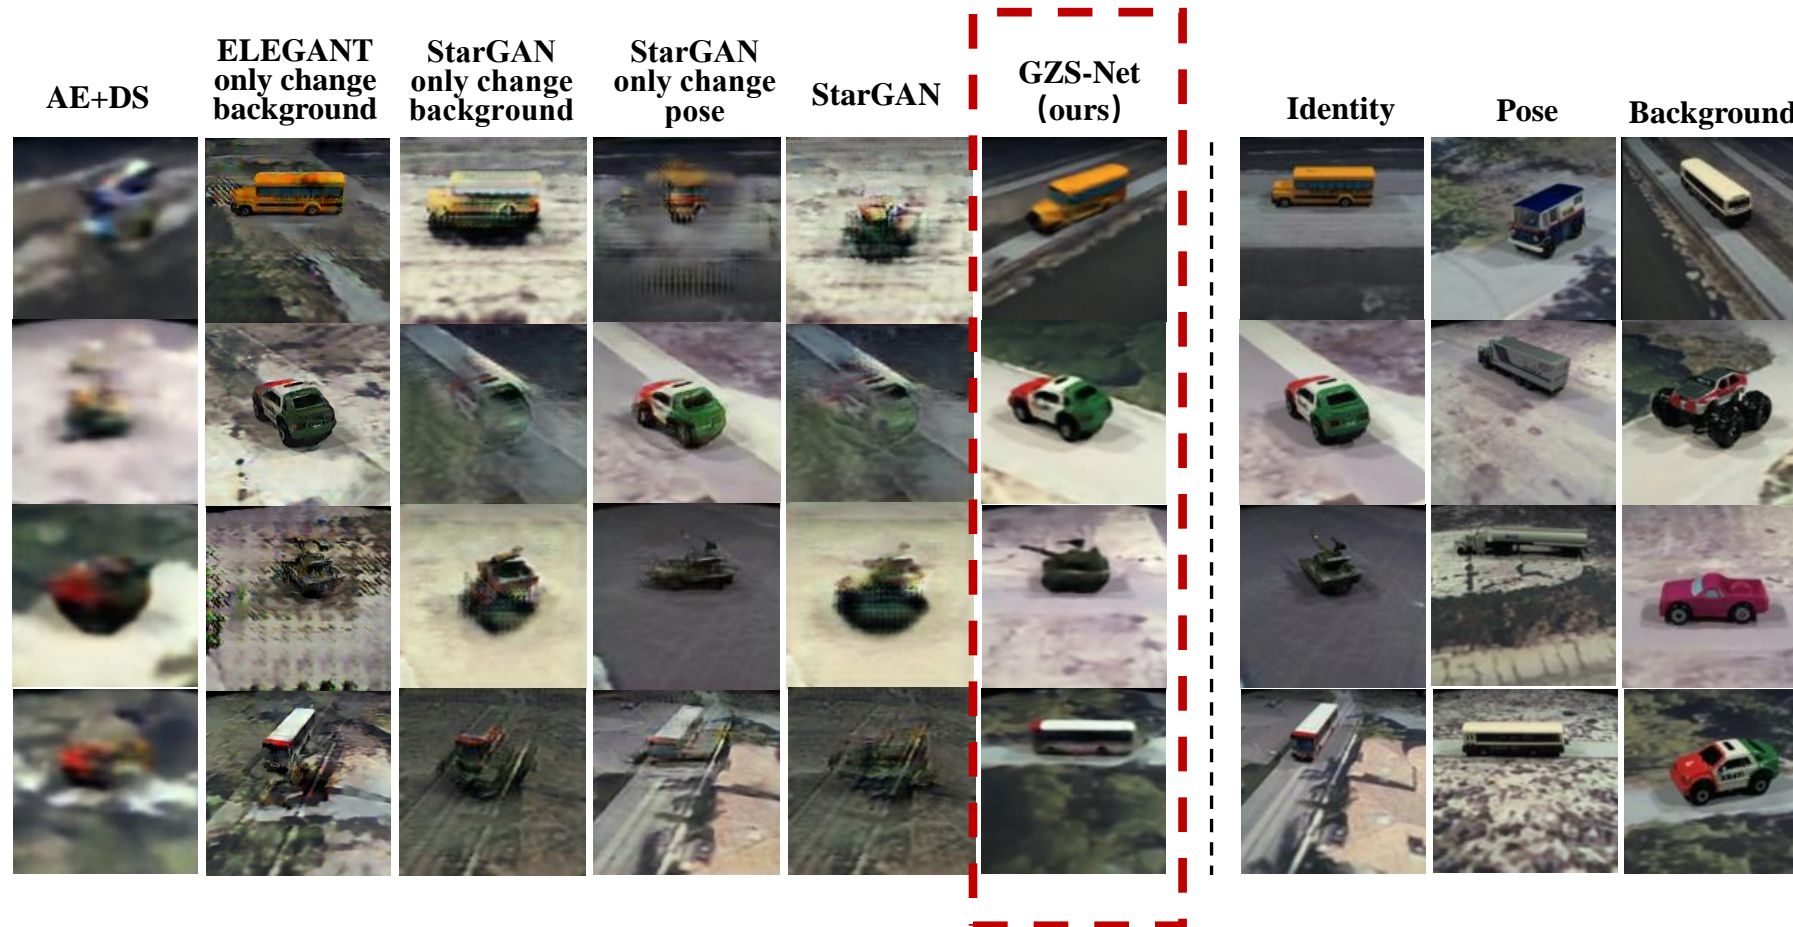 AE+DS
ELEGANT
only change
background
StarGAN
only change
background
StarGAN
only change
pose
StarGAN
GZS-Net
(ours)
Identity
Pose
Background